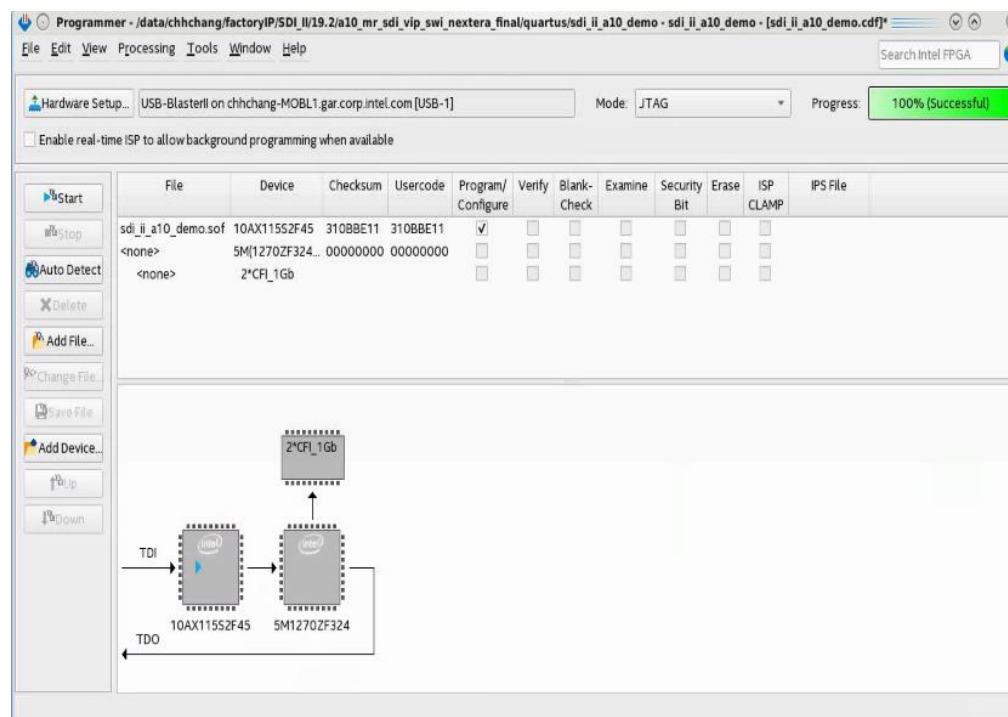 Programmer - /data/chhchang/factoryIP/SDI_II/19.2/a10_mr_sdi_vip_swi_nextera_final/quartus/sdi_ii_a10_demo - sdi_ii_a10_demo - [sdi_ii_a10_demo.cdf]*
File Edit View Processing Tools Window Help
Search Intel FPGA
Hardware Setup... USB-BlasterII on chhchang-MOBL1.gar.corp.intel.com [USB-1] Mode: JTAG Progress: 100% (Successful)
Enable real-time ISP to allow background programming when available
Start
Stop
Auto Detect
Delete
Add File...
Change File...
Save File
Add Device...
Up
Down
File Device Checksum Usercode Program/ Configure Verify Blank- Check Examine Security Bit Erase ISP CLAMP IPS File
sdi_ii_a10_demo.sof 10AX115S2F45 310BBE11 310BBE11
<none> 5M(1270ZF324... 00000000 00000000
<none> 2*CFI_1Gb
2*CFI_1Gb
TDI
intel
intel
10AX115S2F45 5M1270ZF324
TDO